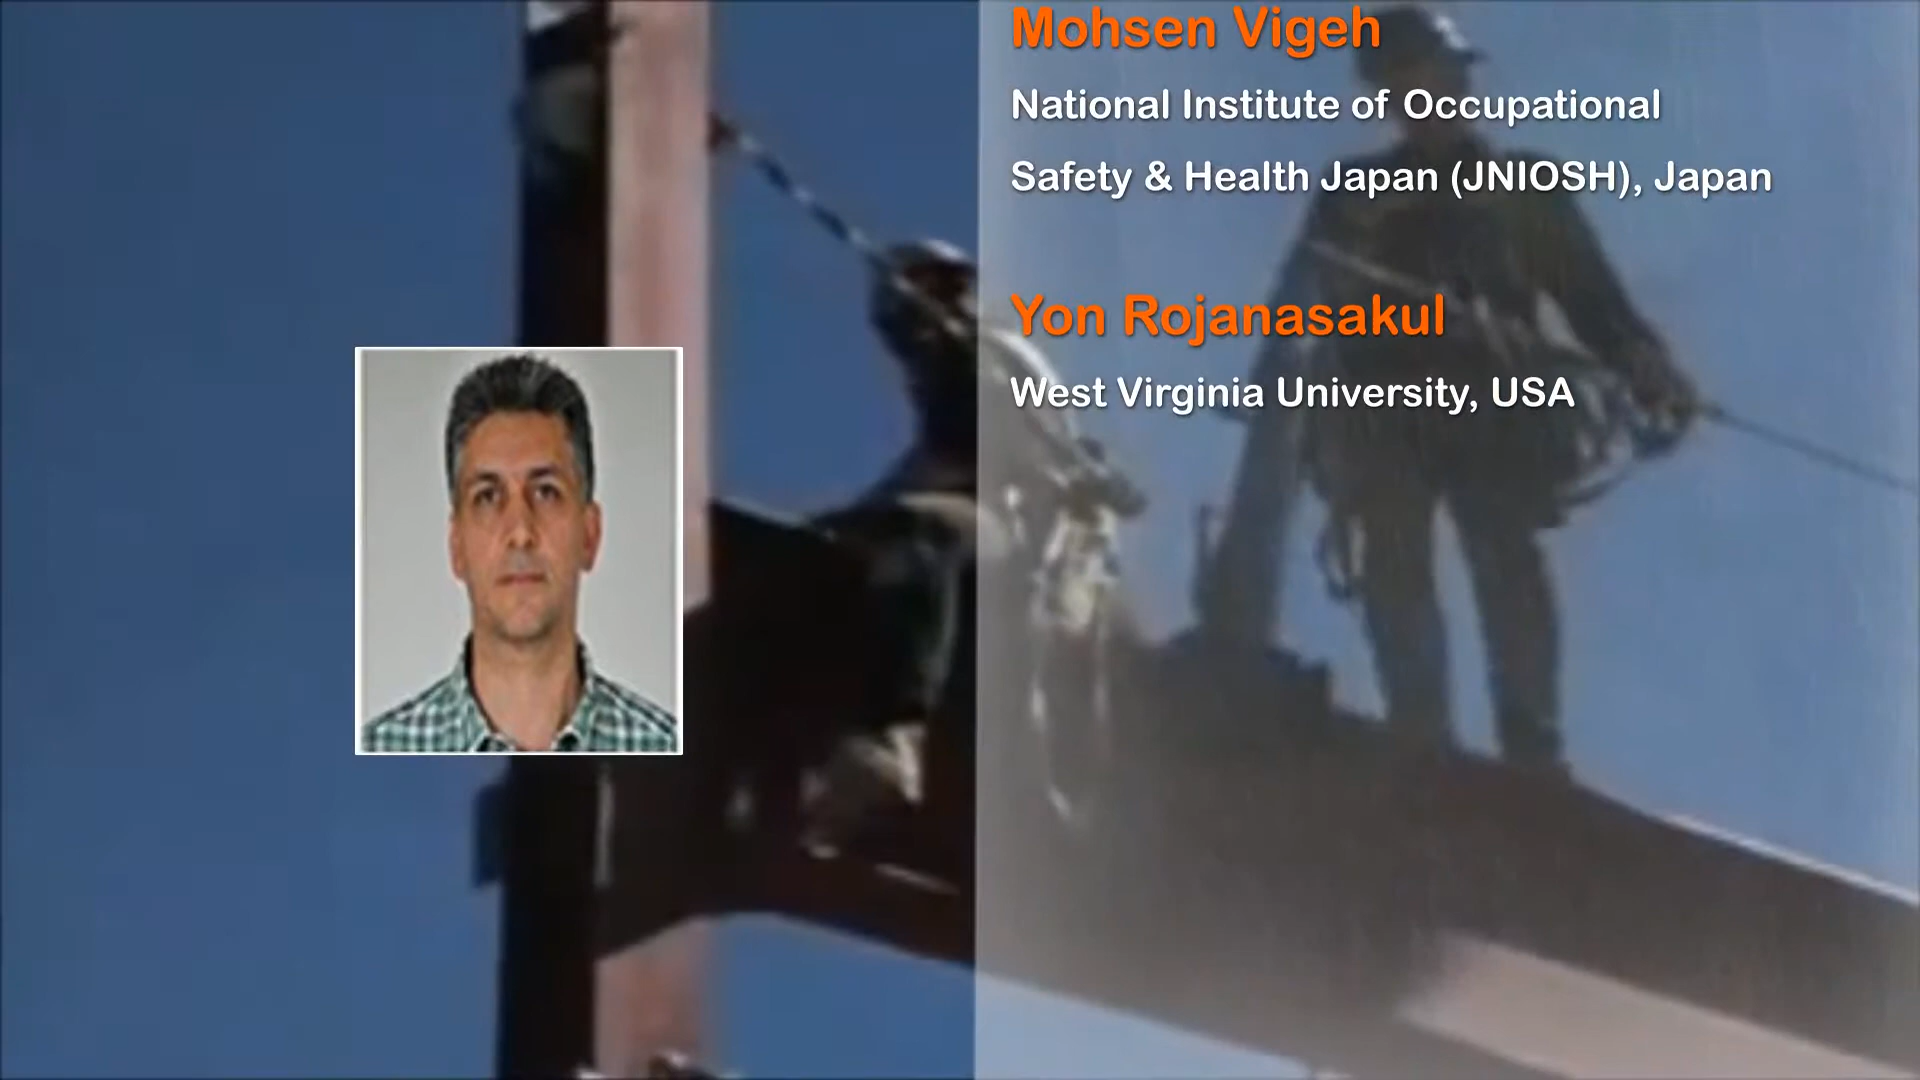 Mohsen Vigeh
National Institute of Occupational
Safety & Health Japan (JNIOSH), Japan
Yon Rojanasakul
West Virginia University, USA